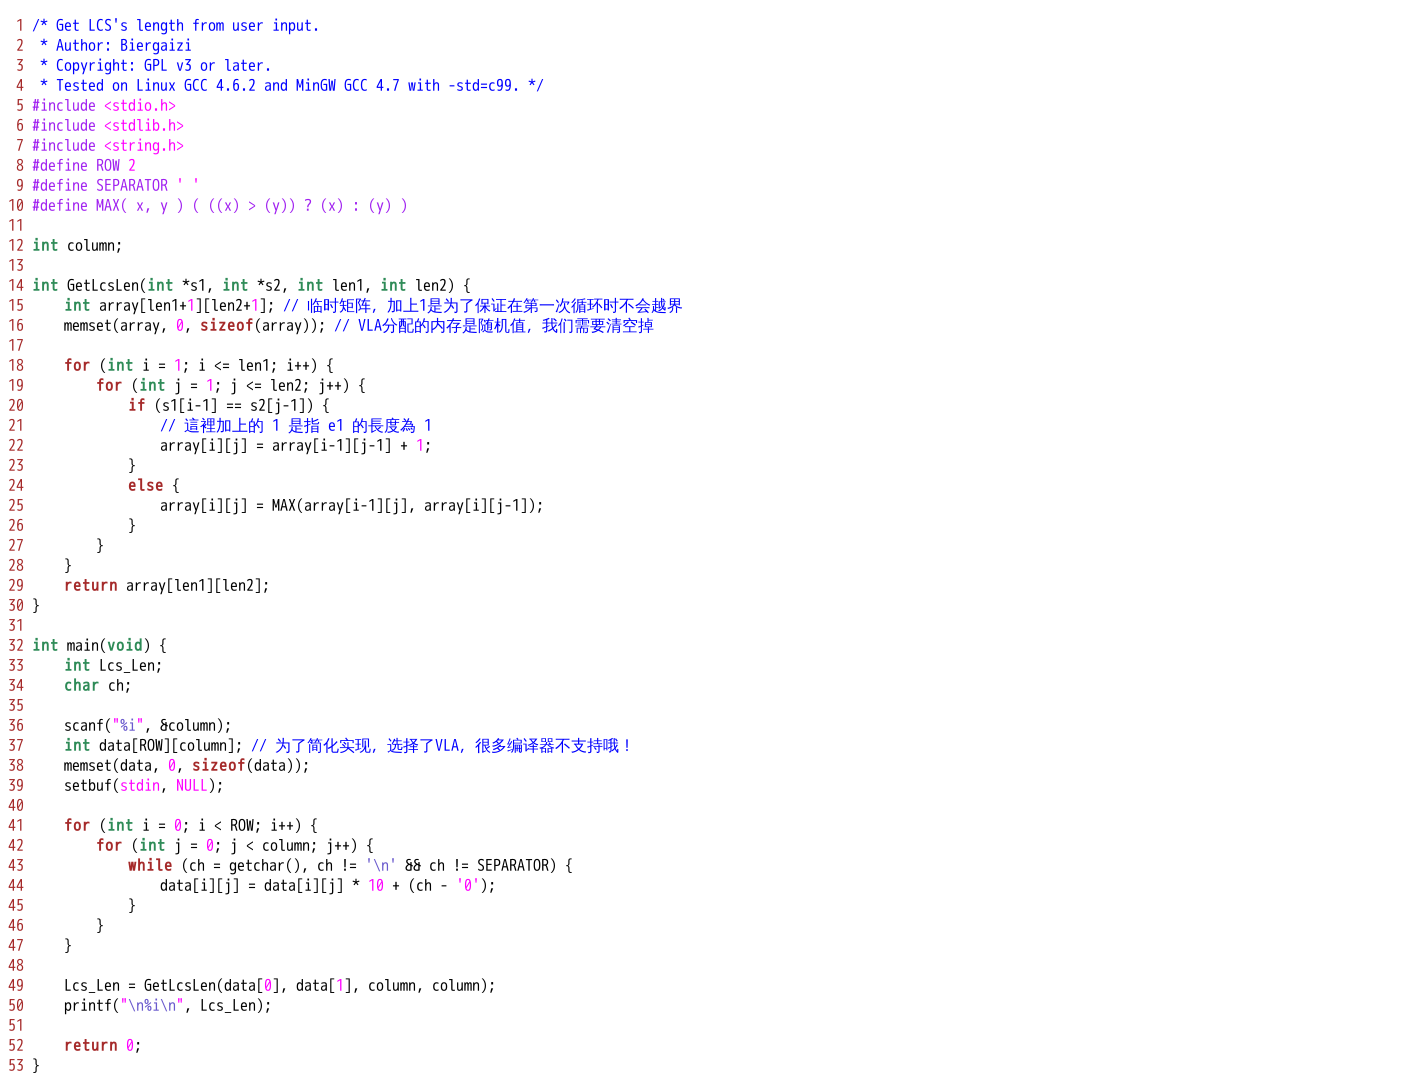 1 /* Get LCS's length from user input.
2  * Author: Biergaizi
3  * Copyright: GPL v3 or later.
4  * Tested on Linux GCC 4.6.2 and MinGW GCC 4.7 with -std=c99. */
5 #include <stdio.h>
6 #include <stdlib.h>
7 #include <string.h>
8 #define ROW 2
9 #define SEPARATOR ' '
10 #define MAX( x, y ) ( ((x) > (y)) ? (x) : (y) )
11
12 int column;
13
14 int GetLcsLen(int *s1, int *s2, int len1, int len2) {
15     int array[len1+1][len2+1]; // 临时矩阵, 加上1是为了保证在第一次循环时不会越界
16     memset(array, 0, sizeof(array)); // VLA分配的内存是随机值, 我们需要清空掉
17
18     for (int i = 1; i <= len1; i++) {
19         for (int j = 1; j <= len2; j++) {
20             if (s1[i-1] == s2[j-1]) {
21                 // 這裡加上的 1 是指 e1 的長度為 1
22                 array[i][j] = array[i-1][j-1] + 1;
23             }
24             else {
25                 array[i][j] = MAX(array[i-1][j], array[i][j-1]);
26             }
27         }
28     }
29     return array[len1][len2];
30 }
31
32 int main(void) {
33     int Lcs_Len;
34     char ch;
35
36     scanf("%i", &column);
37     int data[ROW][column]; // 为了简化实现, 选择了VLA, 很多编译器不支持哦！
38     memset(data, 0, sizeof(data));
39     setbuf(stdin, NULL);
40
41     for (int i = 0; i < ROW; i++) {
42         for (int j = 0; j < column; j++) {
43             while (ch = getchar(), ch != '\n' && ch != SEPARATOR) {
44                 data[i][j] = data[i][j] * 10 + (ch - '0');
45             }
46         }
47     }
48
49     Lcs_Len = GetLcsLen(data[0], data[1], column, column);
50     printf("\n%i\n", Lcs_Len);
51
52     return 0;
53 }